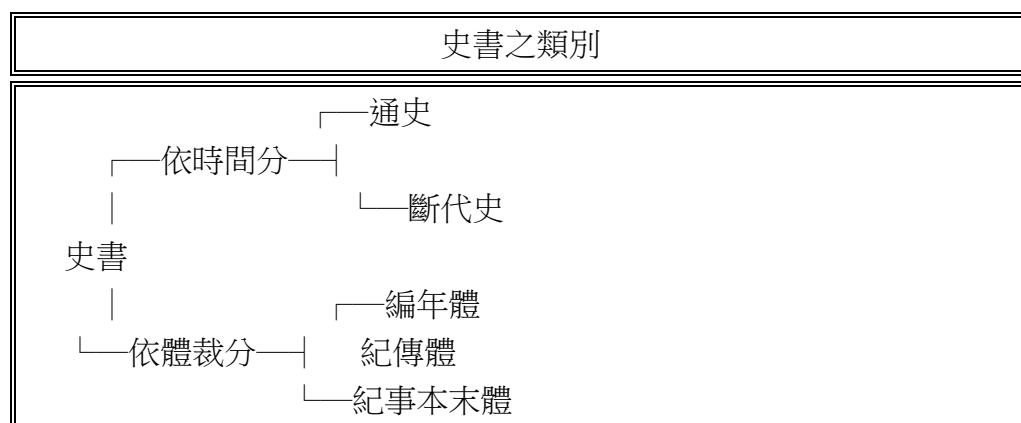 史書之類別
┌──通史
┌──依時間分──┤
│ └──斷代史
史書
│ ┌──編年體
└──依體裁分──┤ 紀傳體
└──紀事本末體